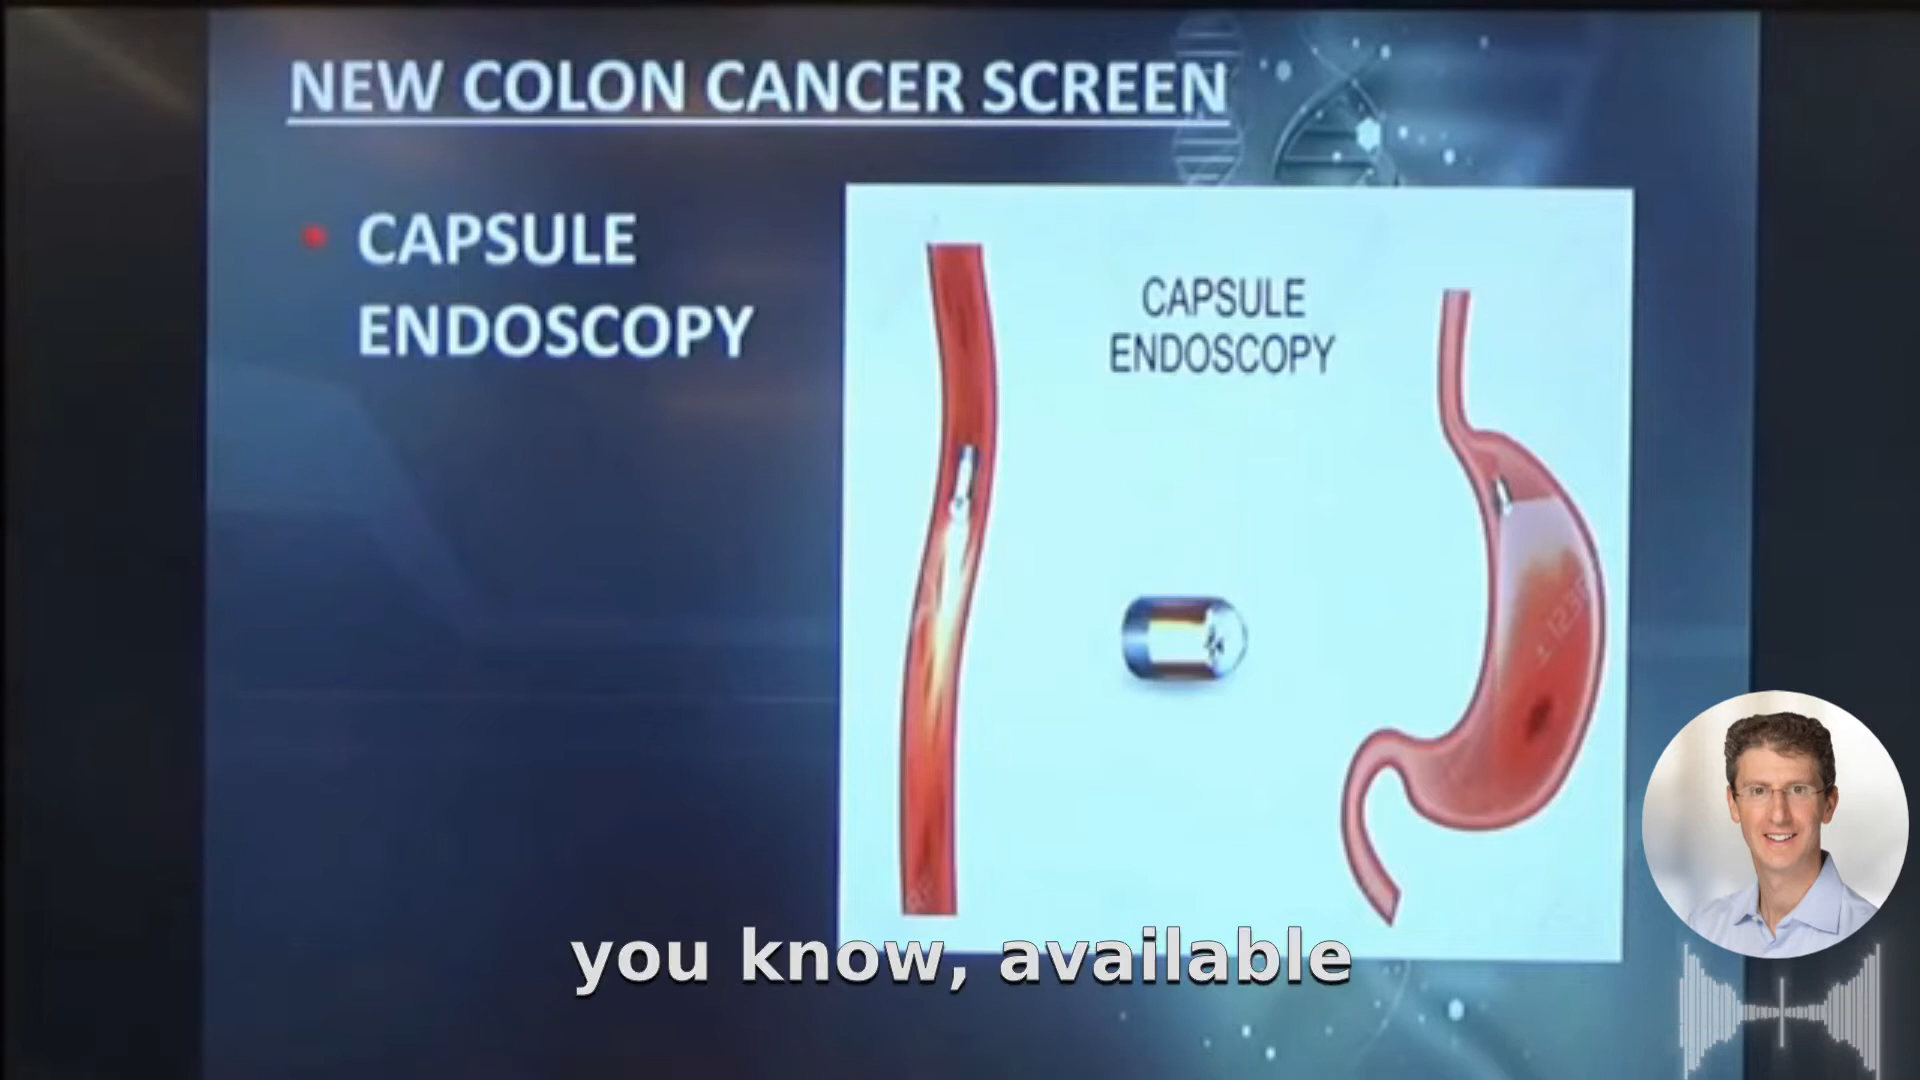 NEW COLON CANCER SCREEN
• CAPSULE
ENDOSCOPY
CAPSULE
ENDOSCOPY
you know, available